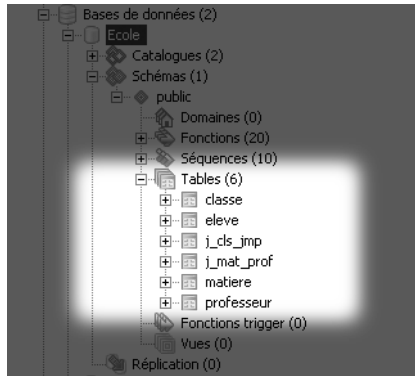 Bases de données (2)
Ecole
Catalogues (2)
Schémas (1)
public
Domaines (0)
Fonctions (20)
Séquences (10)
Tables (6)
classe
eleve
j_cls_jmp
j_mat_prof
matiere
professeur
Fonctions trigger (0)
Vues (0)
Réplication (0)